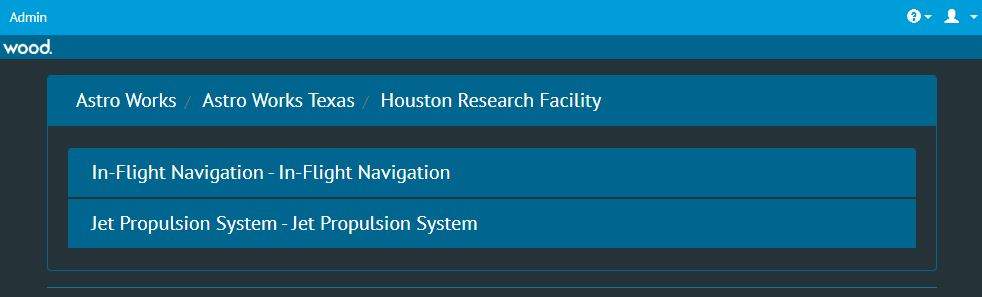 Admin
wood.
Astro Works / Astro Works Texas / Houston Research Facility
In-Flight Navigation - In-Flight Navigation
Jet Propulsion System - Jet Propulsion System